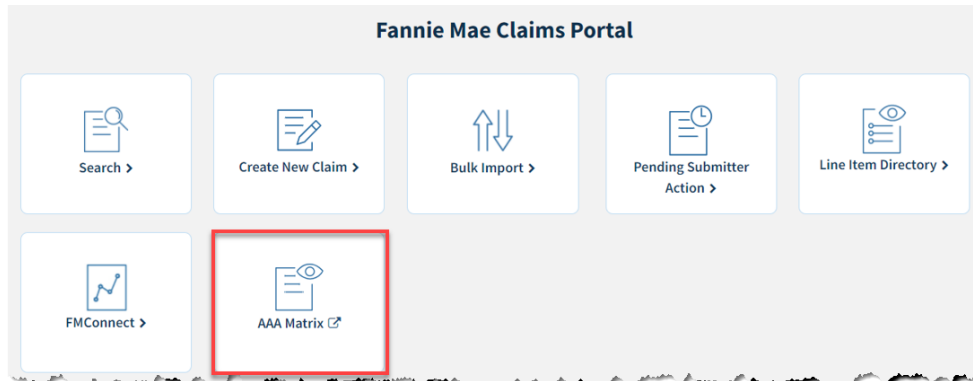 Fannie Mae Claims Portal
Search >
Create New Claim >
Bulk Import >
Pending Submitter
Action >
Line Item Directory >
FMConnect >
AAA Matrix